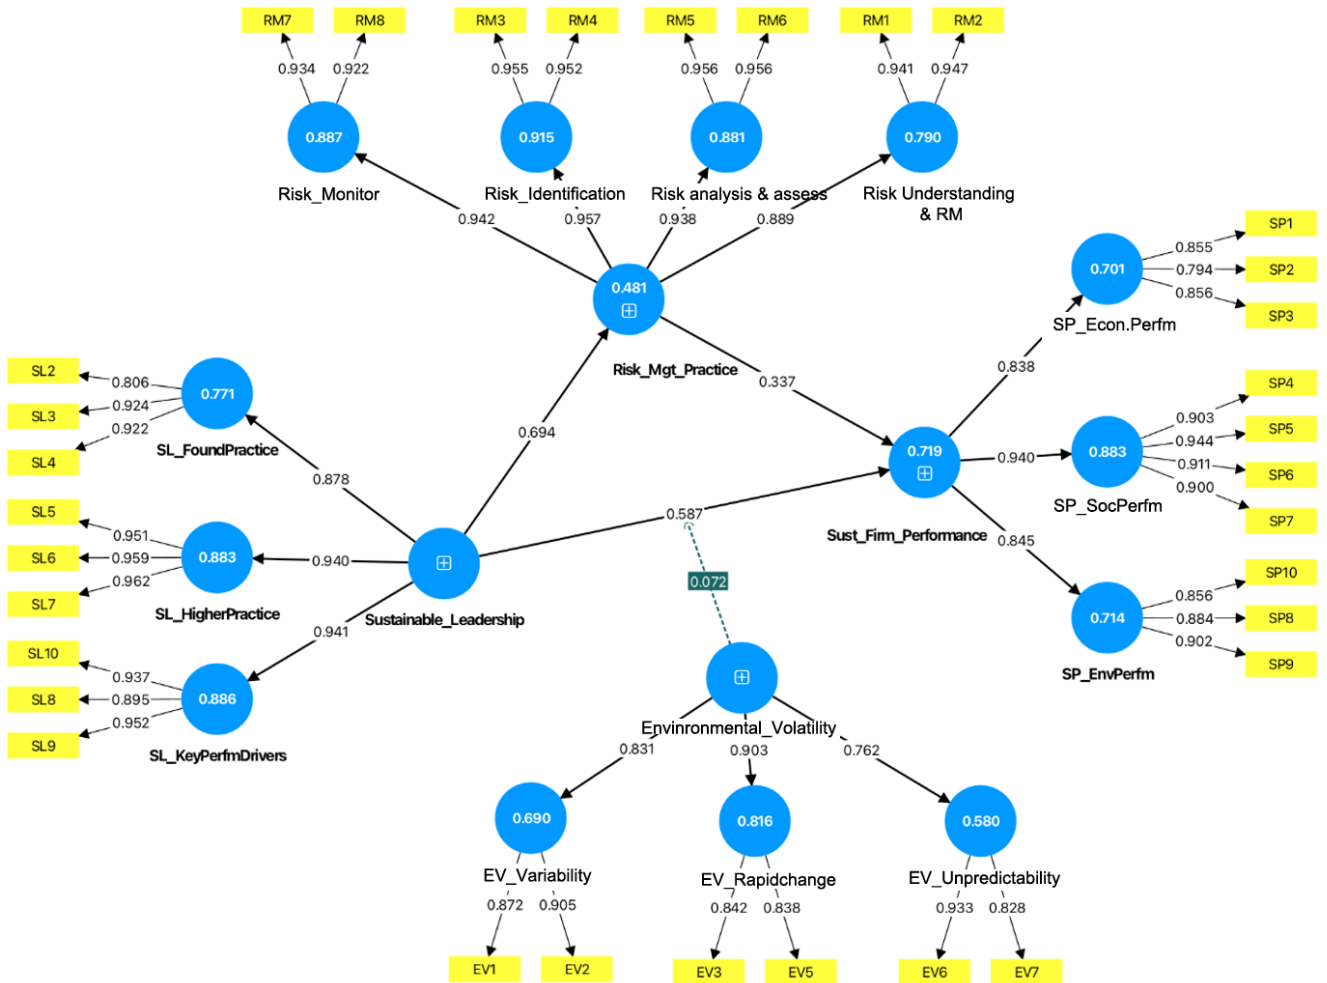 RM7
RM8
RM3
RM4
RM5
RM6
RM1
RM2
0.934
0.922
0.955
0.952
0.956
0.956
0.941
0.947
0.887
0.915
0.881
0.790
Risk_Monitor
Risk_Identification
Risk analysis & assess
Risk Understanding
& RM
0.942
0.957
0.938
0.889
SP1
0.855
0.701
0.794
SP2
0.856
SP3
SP_Econ.Perfm
0.481
Risk_Mgt_Practice
0.337
0.838
SL2
0.806
SL3
0.924
0.771
0.922
SL4
SL_FoundPractice
0.694
0.878
SP4
0.903
SP5
0.944
0.719
0.940
0.883
0.911
SP6
0.900
SP7
SP_SocPerfm
Sust_Firm_Performance
0.587
0.845
SL5
0.951
SL6
0.959
0.883
0.940
0.962
SL7
SL_HigherPractice
Sustainable_Leadership
0.072
0.941
SP10
0.856
0.714
0.884
SP8
0.902
SP9
SP_EnvPerfm
SL10
0.937
SL8
0.895
0.886
0.952
SL9
SL_KeyPerfmDrivers
Envinronmental_Volatility
0.831
0.903
0.762
0.690
0.816
0.580
EV_Variability
EV_Rapidchange
EV_Unpredictability
0.872
0.905
0.842
0.838
0.933
0.828
EV1
EV2
EV3
EV5
EV6
EV7